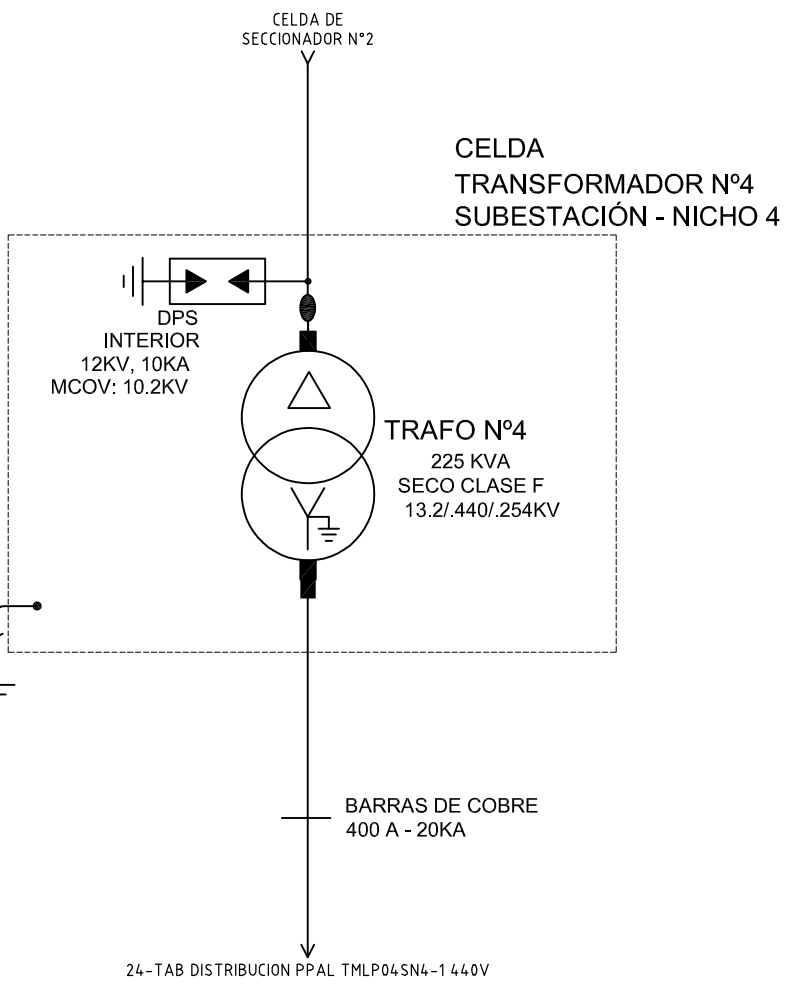 CELDA DE
SECCIONADOR N°2
CELDA
TRANSFORMADOR Nº4
SUBESTACIÓN - NICHO 4
DPS
INTERIOR
12KV, 10KA
MCOV: 10.2KV
TRAFO Nº4
225 KVA
SECO CLASE F
13.2/.440/.254KV
BARRAS DE COBRE
400 A - 20KA
24-TAB DISTRIBUCION PPAL TMLP04SN4-1 440V